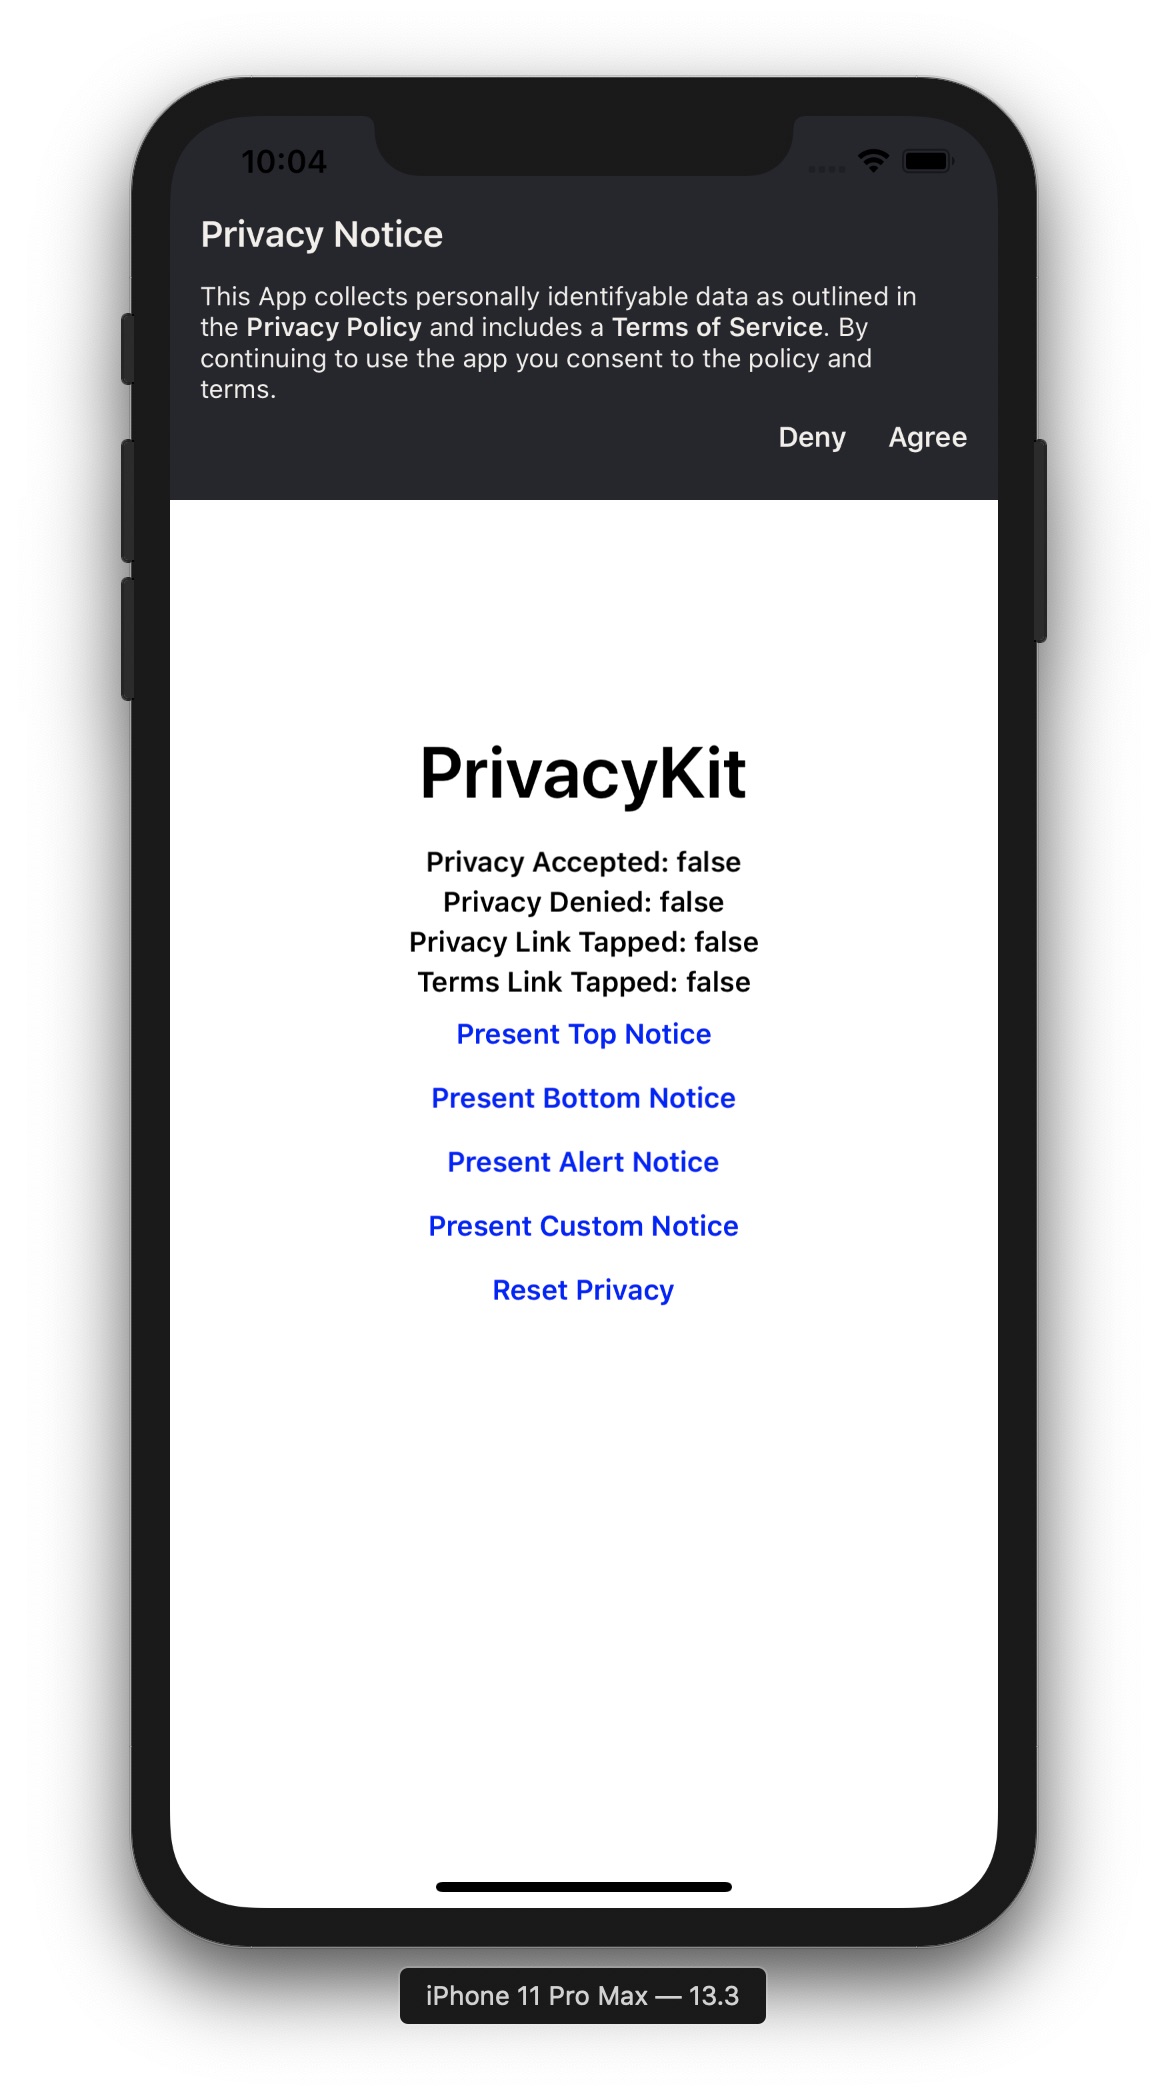 10:04
Privacy Notice
This App collects personally identifyable data as outlined in
the Privacy Policy and includes a Terms of Service. By
continuing to use the app you consent to the policy and
terms.
Deny Agree
PrivacyKit
Privacy Accepted: false
Privacy Denied: false
Privacy Link Tapped: false
Terms Link Tapped: false
Present Top Notice
Present Bottom Notice
Present Alert Notice
Present Custom Notice
Reset Privacy
iPhone 11 Pro Max — 13.3